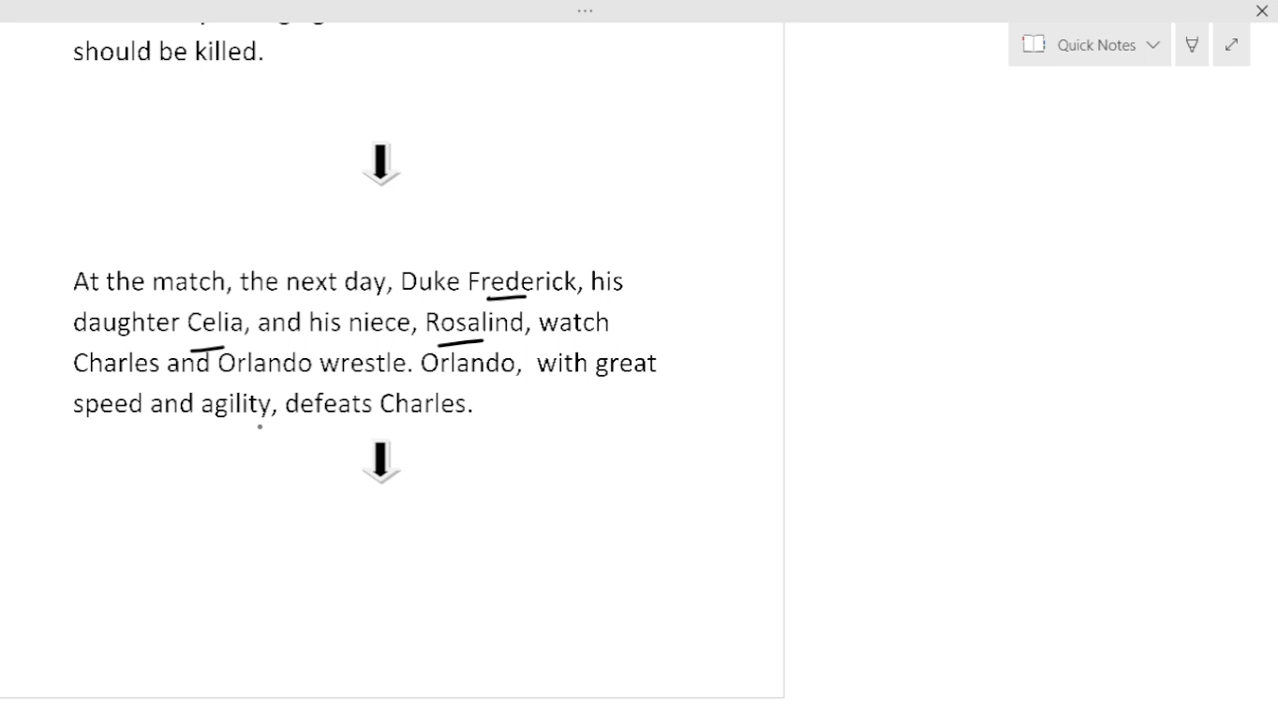 should be killed.
Quick Notes
At the match, the next day, Duke Frederick, his
daughter Celia, and his niece, Rosalind, watch
Charles and Orlando wrestle. Orlando, with great
speed and agility, defeats Charles.